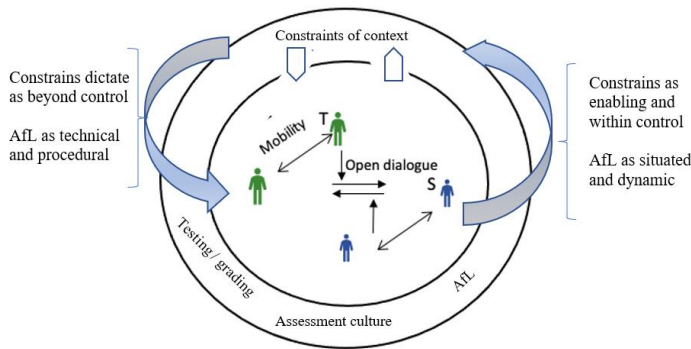 Constraints of context
Constrains dictate
as beyond control
AfL as technical
and procedural
Constrains as
enabling and
within control
AfL as situated
and dynamic
T
Mobility
Open dialogue
S
Testing / grading
AfL
Assessment culture